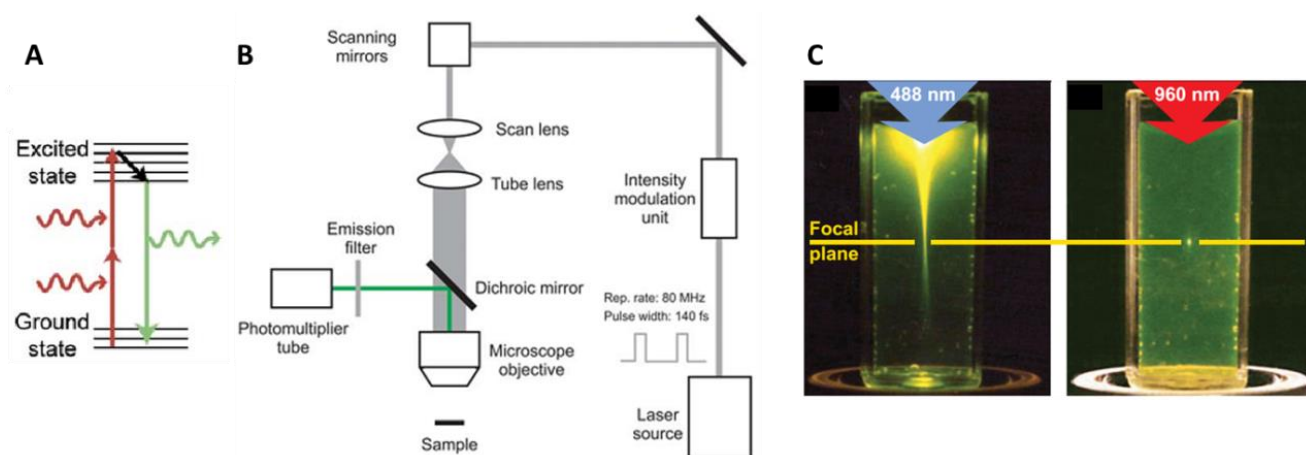 A
Excited
state
Ground
state
B
Scanning
mirrors
Scan lens
Tube lens
Intensity
modulation
unit
Emission
filter
Dichroic mirror
Photomultiplier
tube
Microscope
objective
Rep. rate: 80 MHz
Pulse width: 140 fs
Laser
source
Sample
C
488 nm
960 nm
Focal
plane